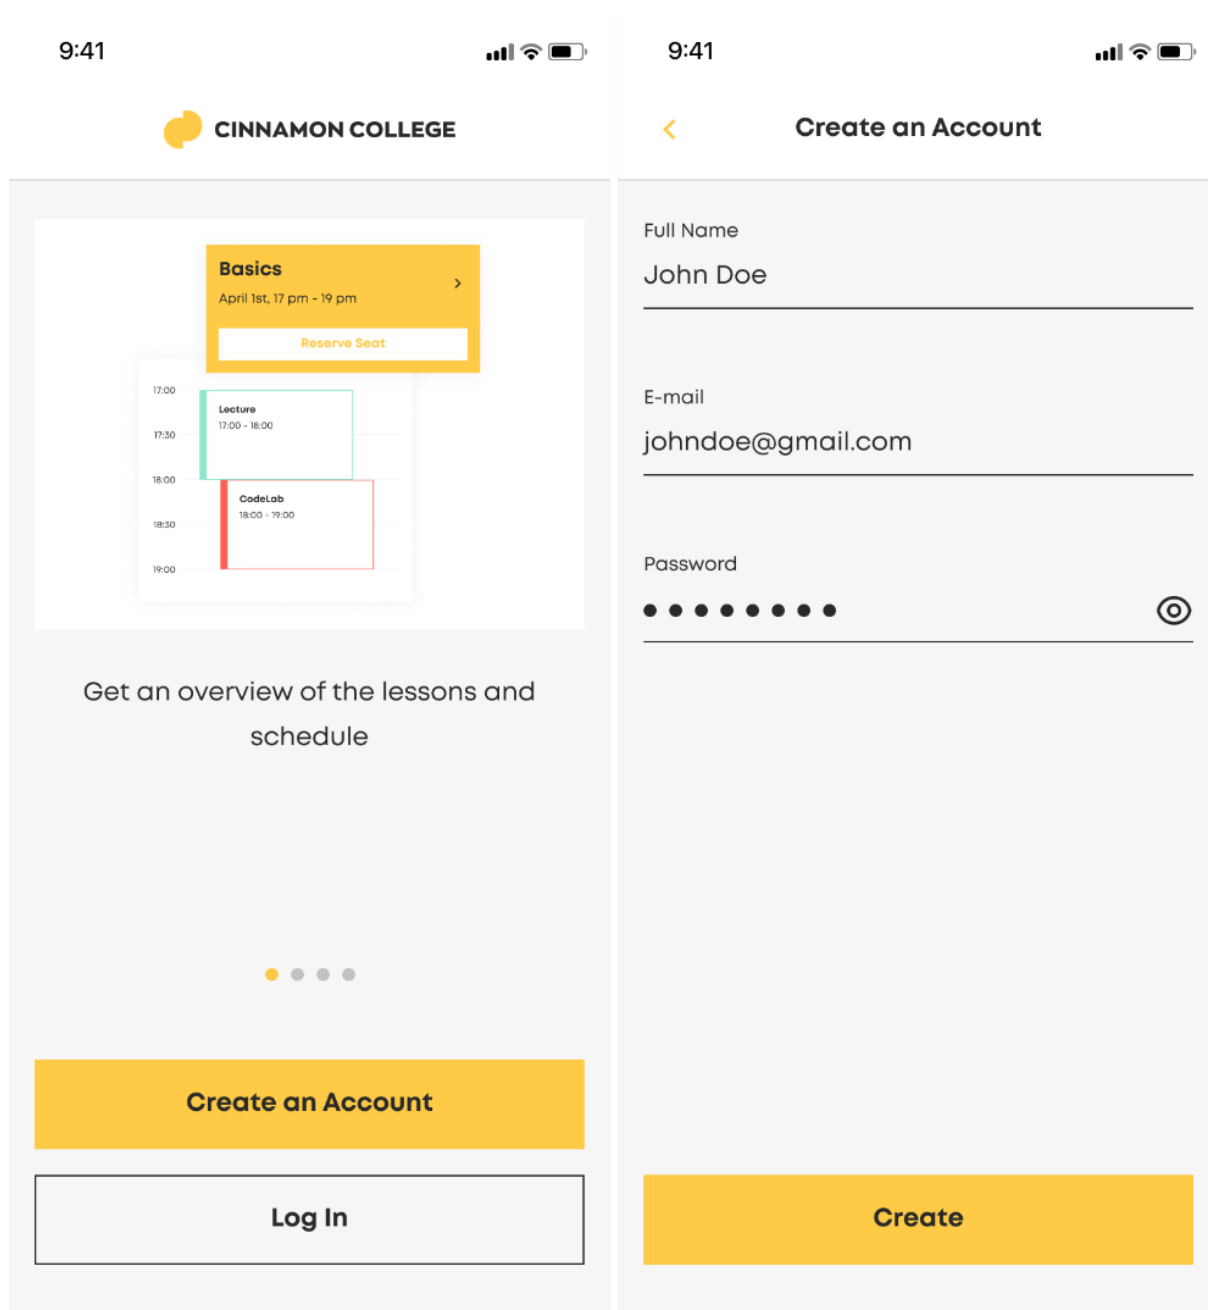 9:41
CINNAMON COLLEGE
Basics
April 1st, 17 pm - 19 pm
Reserve Seat
17:00
Lecture
17:00 - 18:00
17:30
18:00
CodeLab
18:00 - 19:00
18:30
19:00
Get an overview of the lessons and
schedule
Create an Account
Log In
9:41
Create an Account
Full Name
John Doe
E-mail
johndoe@gmail.com
Password
Create